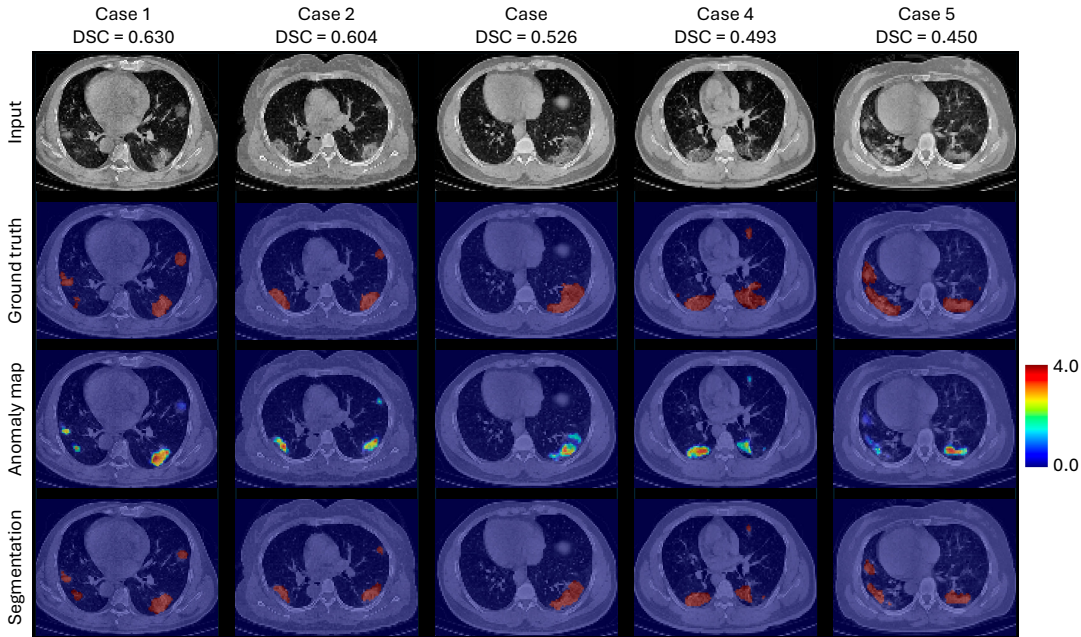 Case 1
DSC = 0.630
Case 2
DSC = 0.604
Case
DSC = 0.526
Case 4
DSC = 0.493
Case 5
DSC = 0.450
Input
Ground truth
Anomaly map
4.0
0.0
Segmentation